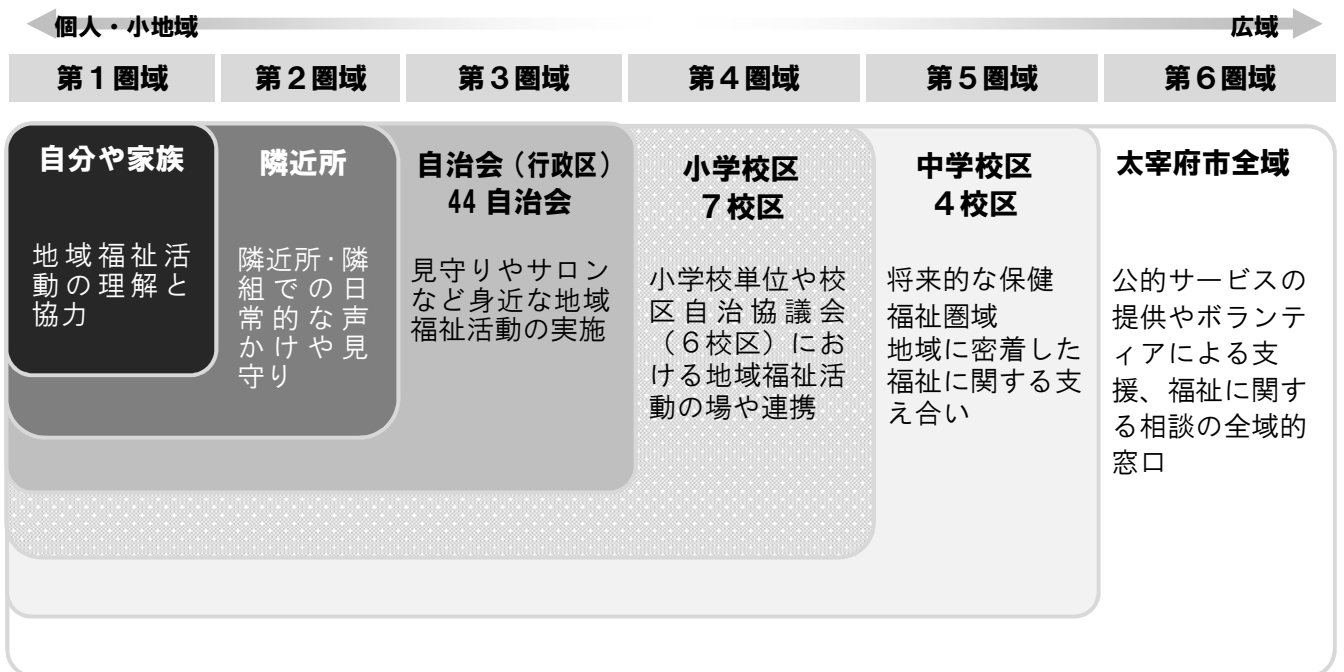 個人・小地域
広域
第1圏域
第2圏域
第3圏域
第4圏域
第5圏域
第6圏域
自分や家族
地域福祉活
動の理解と
協力
隣近所
隣近所・隣
組での日
常的な声
かけや見
守り
自治会（行政区）
44自治会
見守りやサロン
など身近な地域
福祉活動の実施
小学校区
7校区
小学校単位や校
区自治協議会
（6校区）にお
ける地域福祉活
動の場や連携
中学校区
4校区
将来的な保健
福祉圏域
地域に密着した
福祉に関する支
え合い
太宰府市全域
公的サービスの
提供やボランテ
ィアによる支
援、福祉に関す
る相談の全域的
窓口